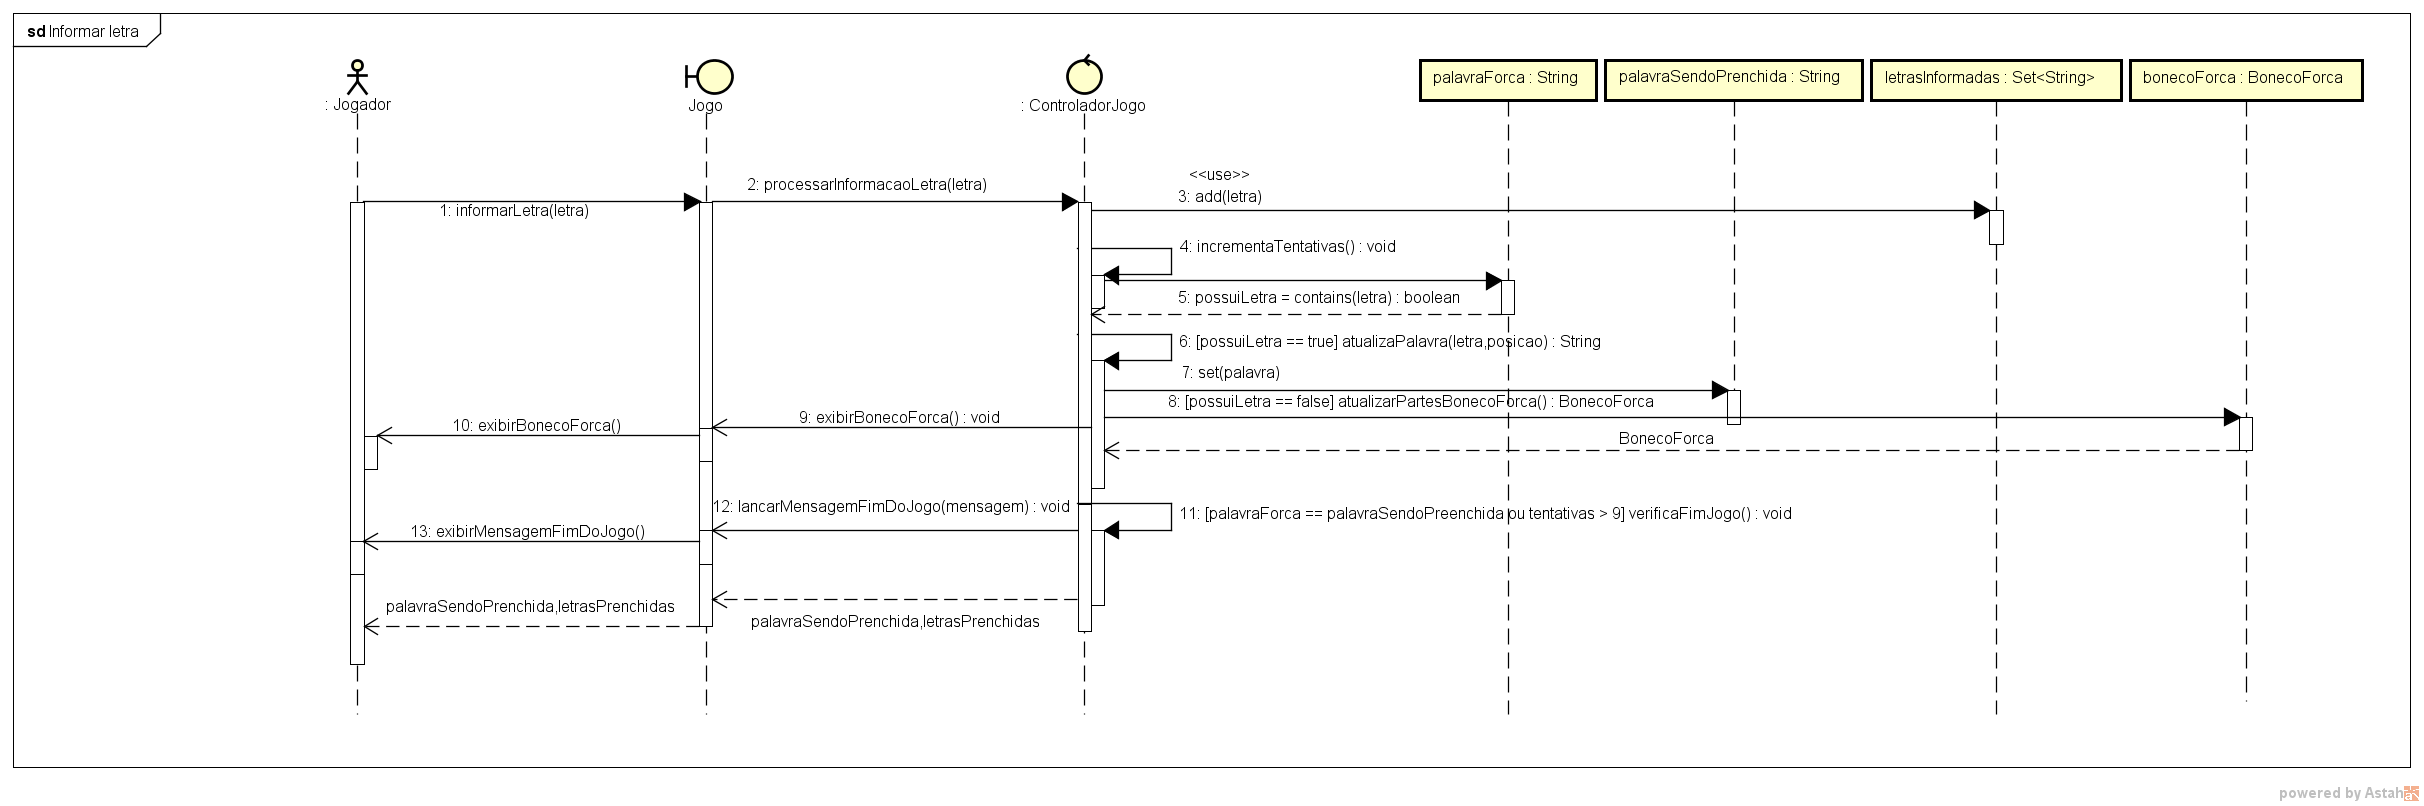 sd Informar letra
: Jogador
Jogo
: ControladorJogo
palavraForca : String
palavraSendoPrenchida : String
letrasInformadas : Set<String>
bonecoForca : BonecoForca
<<use>>
2: processarInformacaoLetra(letra)
3: add(letra)
1: informarLetra(letra)
4: incrementaTentativas() : void
5: possuiLetra = contains(letra) : boolean
6: [possuiLetra == true] atualizaPalavra(letra,posicao) : String
7: set(palavra)
8: [possuiLetra == false] atualizarPartesBonecoForca() : BonecoForca
9: exibirBonecoForca() : void
10: exibirBonecoForca()
BonecoForca
12: lancarMensagemFimDoJogo(mensagem) : void
11: [palavraForca == palavraSendoPreenchida ou tentativas > 9] verificaFimJogo() : void
13: exibirMensagemFimDoJogo()
palavraSendoPrenchida,letrasPrenchidas
palavraSendoPrenchida,letrasPrenchidas
powered by Astah